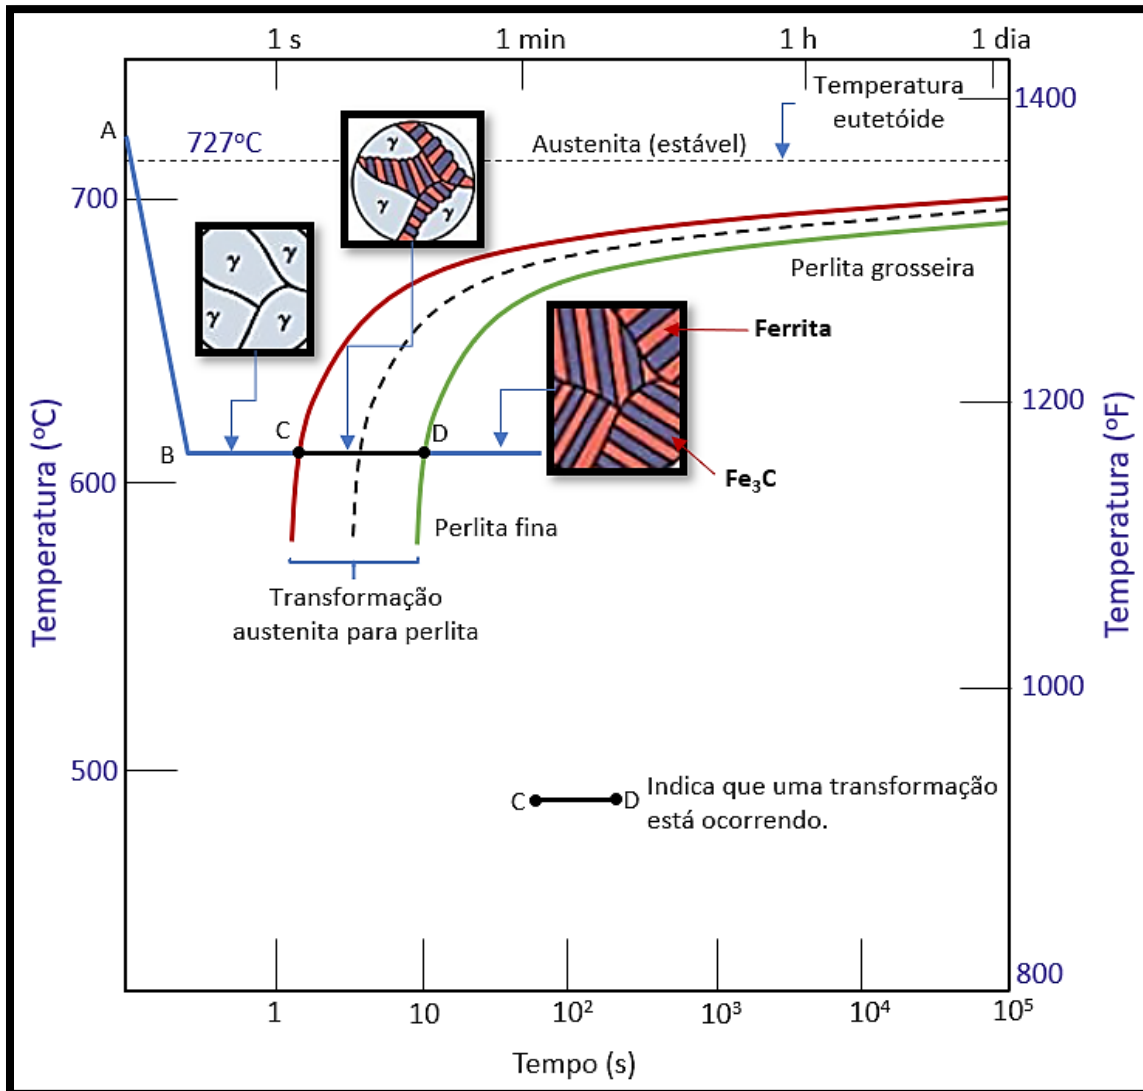 1 s
1 min
1 h
1 dia
Temperatura
eutetóide
1400
A
727ºC
Austenita (estável)
γ
γ
γ
700
Perlita grosseira
γ
γ
γ
γ
Ferrita
1200
C
D
B
Fe₃C
600
Perlita fina
Transformação
austenita para perlita
Temperatura (ºC)
Temperatura (ºF)
1000
500
C
D
Indica que uma transformação
está ocorrendo.
800
1
10
10²
10³
10⁴
10⁵
Tempo (s)